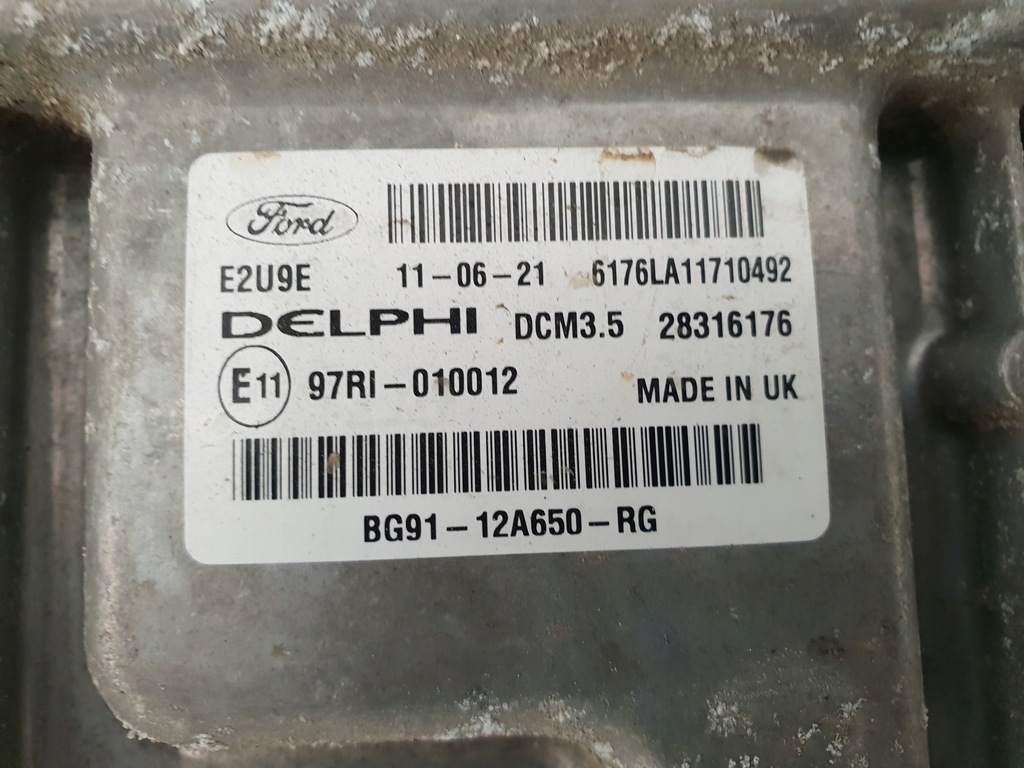 Ford
E2U9E 11-06-21 6176LA11710492
DELPHI DCM3.5 28316176
E11 97RI-010012 MADE IN UK
BG91-12A650-RG